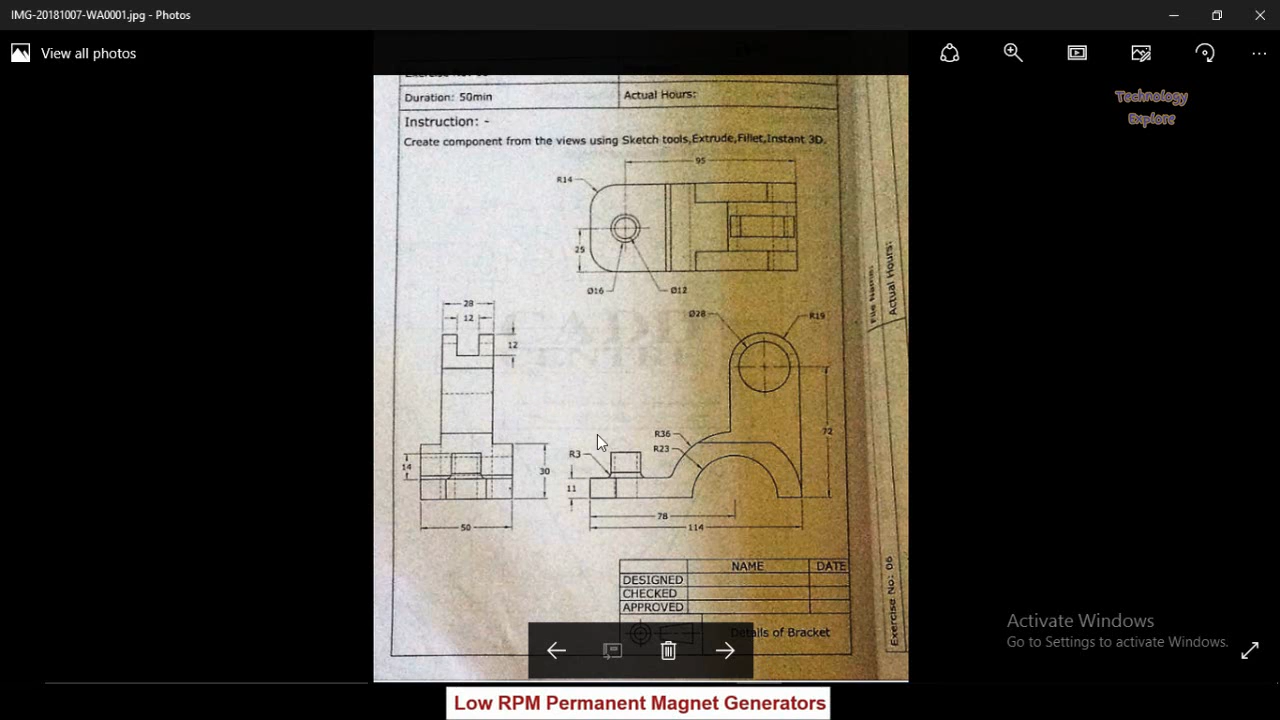 IMG-20181007-WA0001.jpg - Photos
View all photos
Technology
Explore
Duration: 50min
Actual Hours:
Instruction: -
Create component from the views using Sketch tools,Extrude,Fillet,Instant 3D.
95
R14
25
Ø16
Ø12
28
12
12
Ø28
R19
R36
R23
R3
72
14
30
11
78
50
114
File Name:
Actual Hours:
Exercise No: 06
NAME
DATE
DESIGNED
CHECKED
APPROVED
Details of Bracket
Activate Windows
Go to Settings to activate Windows.
Low RPM Permanent Magnet Generators